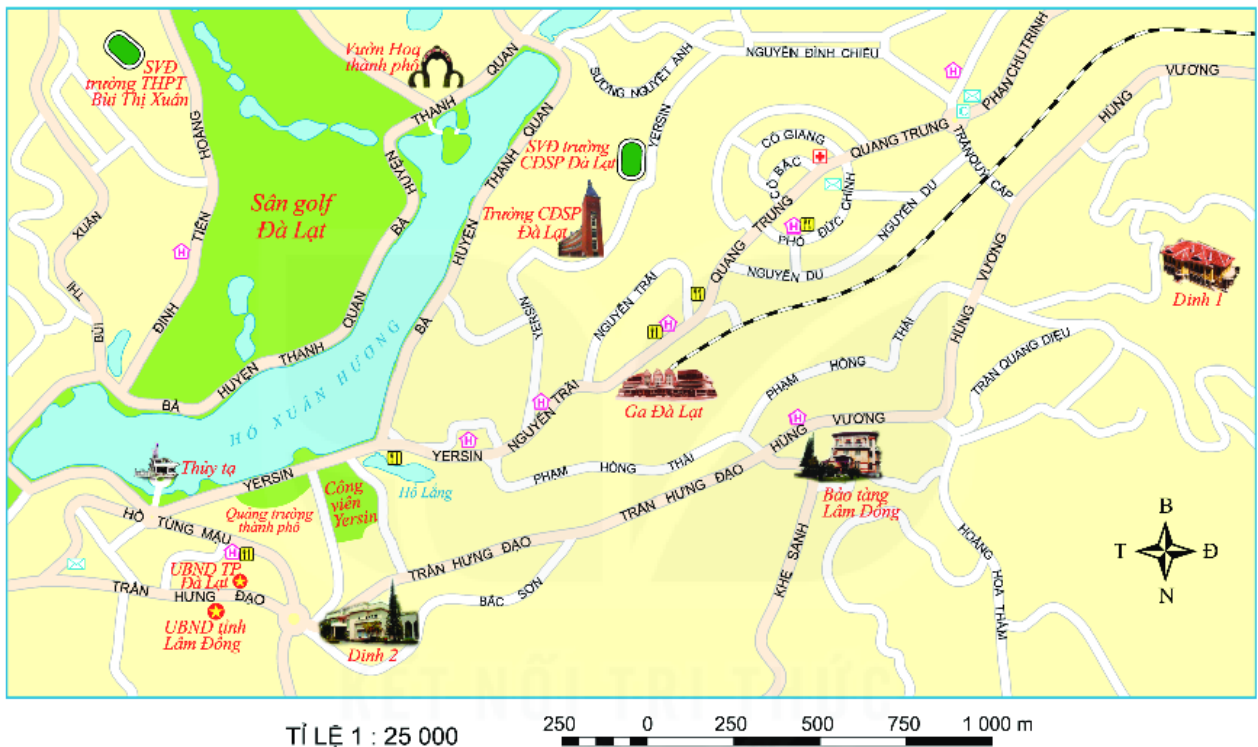 SVĐ
trường THPT
Bùi Thị Xuân
Vườn Hoa
thành phố
THANH QUAN
HUYỆN
BÀ
SƯƠNG NGUYỆT ÁNH
NGUYỄN ĐÌNH CHIỂU
PHAN CHU TRINH
HÙNG VƯƠNG
HOÀNG
TIÊN
ĐÌNH
XUÂN
THỊ
BÙI
Sân golf
Đà Lạt
QUAN
THANH
HUYỆN
BÀ
SVĐ trường
CĐSP Đà Lạt
YERSIN
CÔ GIANG
CÔ BẮC
QUANG TRUNG
C
TRẦN QUÝ CÁP
Trường CĐSP
Đà Lạt
QUANG TRUNG
PHÓ ĐỨC CHÍNH
NGUYỄN DU
NGUYỄN DU
HÙNG VƯƠNG
Dinh 1
YERSIN
NGUYỄN TRÃI
BÀ HUYỆN THANH QUAN
HỒ XUÂN HƯƠNG
NGUYỄN TRÃI
Ga Đà Lạt
PHẠM HỒNG THÁI
TRẦN QUANG DIỆU
HÙNG VƯƠNG
Thủy tạ
YERSIN
YERSIN
Hồ Lắng
PHẠM HỒNG THÁI
HỒ TÙNG MẬU
Quảng trường
thành phố
Công
viên
Yersin
TRẦN HƯNG ĐẠO
Bảo tàng
Lâm Đồng
KHE SANH
HOÀNG HOA THÁM
UBND TP
Đà Lạt
TRẦN HƯNG ĐẠO
UBND tỉnh
Lâm Đồng
TRẦN HƯNG ĐẠO
BẮC SƠN
Dinh 2
B
T Đ
N
KẾT NỐI TRI THỨC
TỈ LỆ 1 : 25 000
250 0 250 500 750 1 000 m